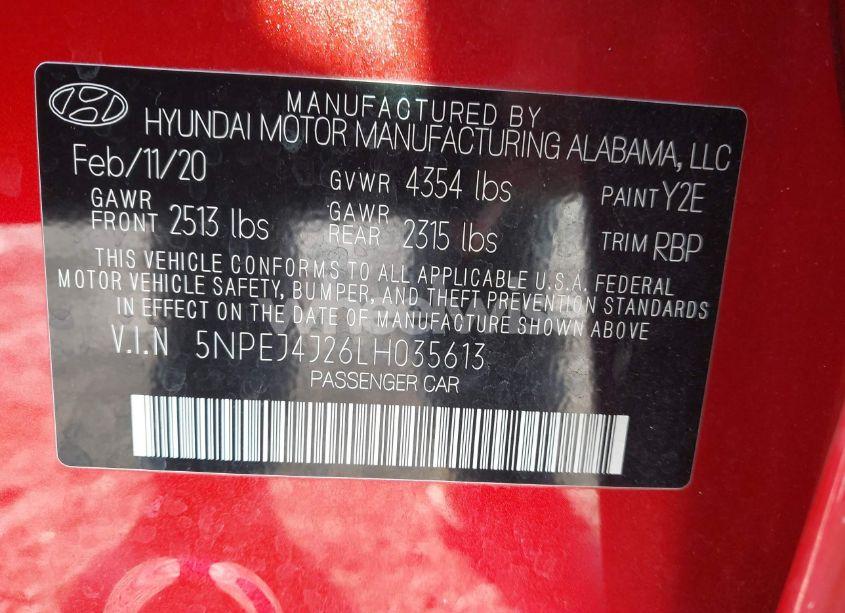 MANUFACTURED BY
HYUNDAI MOTOR MANUFACTURING ALABAMA, LLC
Feb/11/20 GVWR 4354 lbs PAINT Y2E
GAWR FRONT 2513 lbs GAWR REAR 2315 lbs TRIM RBP
THIS VEHICLE CONFORMS TO ALL APPLICABLE U.S.A. FEDERAL
MOTOR VEHICLE SAFETY, BUMPER, AND THEFT PREVENTION STANDARDS
IN EFFECT ON THE DATE OF MANUFACTURE SHOWN ABOVE
V.I.N 5NPEJ4J26LH035613
PASSENGER CAR